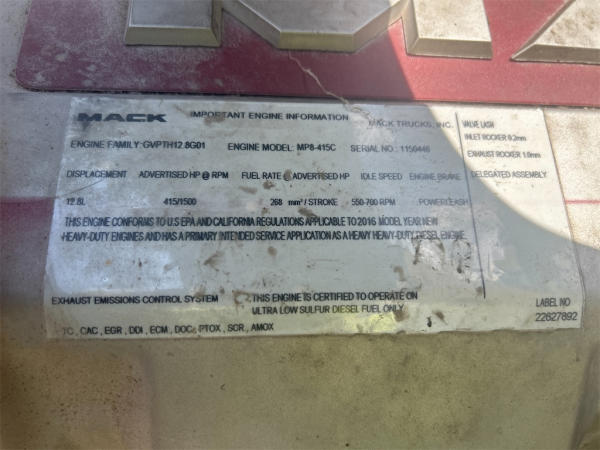 MACK IMPORTANT ENGINE INFORMATION MACK TRUCKS, INC.
ENGINE FAMILY: GVPTH12.8G01 ENGINE MODEL: MP8-415C SERIAL NO: 1150446
DISPLACEMENT ADVERTISED HP @ RPM FUEL RATE @ ADVERTISED HP IDLE SPEED ENGINE BRAKE
12.8L 415/1500 268 mm³ / STROKE 550-700 RPM POWERLEASH
THIS ENGINE CONFORMS TO U.S EPA AND CALIFORNIA REGULATIONS APPLICABLE TO 2016 MODEL YEAR NEW
HEAVY-DUTY ENGINES AND HAS A PRIMARY INTENDED SERVICE APPLICATION AS A HEAVY HEAVY-DUTY DIESEL ENGINE.
EXHAUST EMISSIONS CONTROL SYSTEM
TC, CAC, EGR, DDI, ECM, DOC, PTOX, SCR, AMOX
THIS ENGINE IS CERTIFIED TO OPERATE ON
ULTRA LOW SULFUR DIESEL FUEL ONLY.
VALVE LASH
INLET ROCKER 0.2mm
EXHAUST ROCKER 1.0mm
DELEGATED ASSEMBLY
LABEL NO
22627892